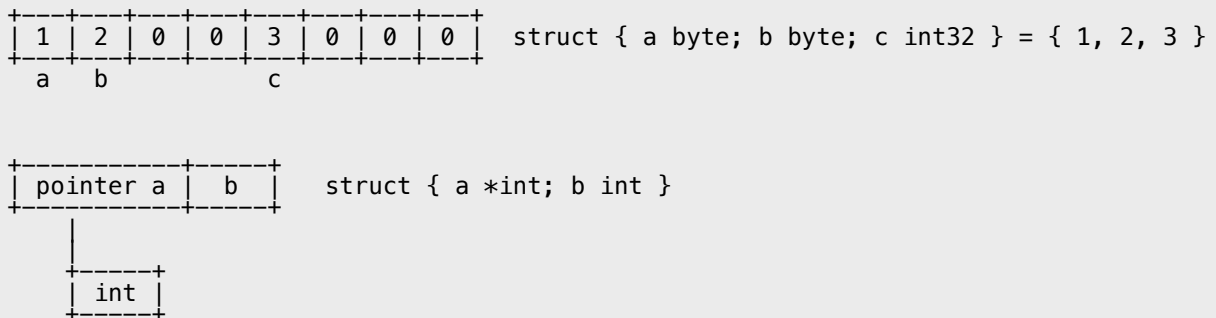 +---+---+---+---+---+---+---+---+
| 1 | 2 | 0 | 0 | 3 | 0 | 0 | 0 |  struct { a byte; b byte; c int32 } = { 1, 2, 3 }
+---+---+---+---+---+---+---+---+
  a   b           c
+-----------+-----+
| pointer a |  b  |   struct { a *int; b int }
+-----------+-----+
    |
    |
    +-----+
    | int |
    +-----+